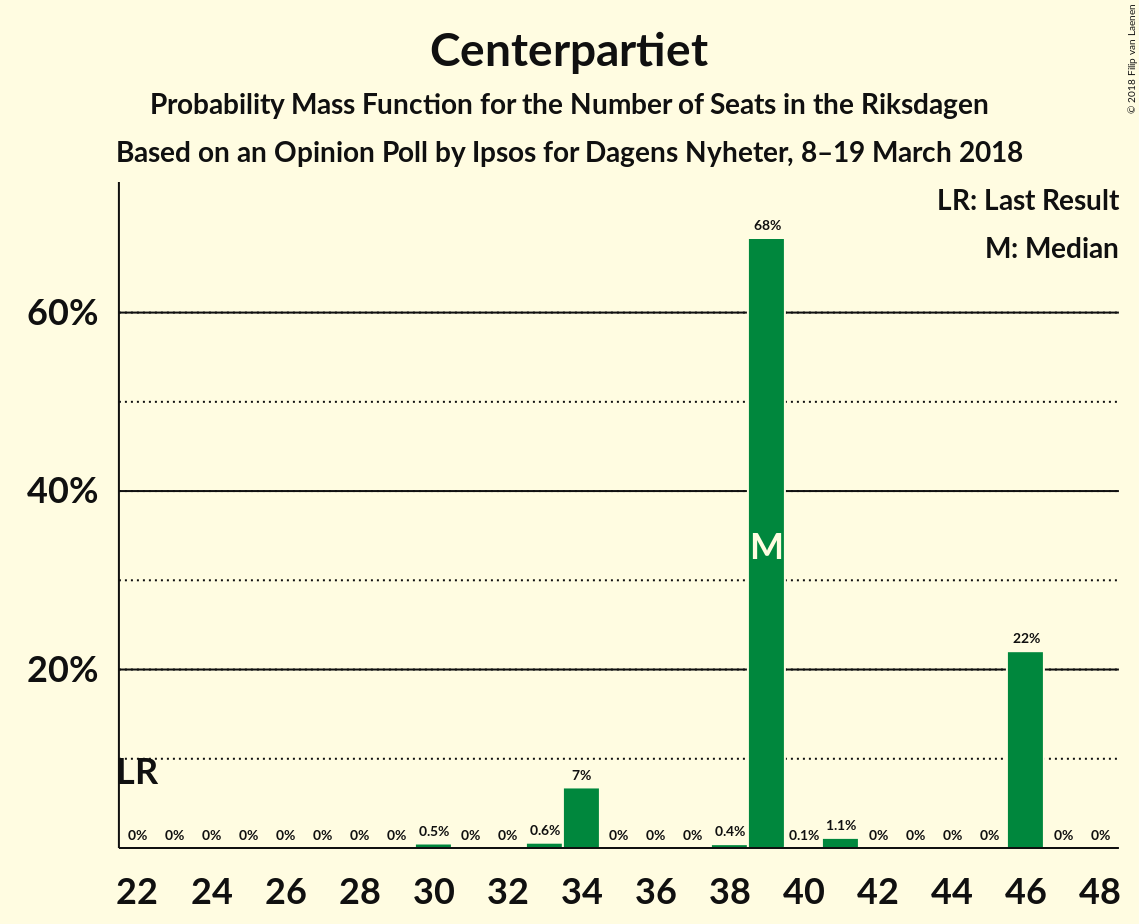 Centerpartiet
Probability Mass Function for the Number of Seats in the Riksdagen
Based on an Opinion Poll by Ipsos for Dagens Nyheter, 8–19 March 2018
© 2018 Filip van Laenen
LR: Last Result
M: Median
60%
40%
20%
68%
M
22%
LR
7%
0% 0% 0% 0% 0% 0% 0% 0% 0.5% 0% 0% 0.6% 0% 0% 0% 0.4% 0.1% 1.1% 0% 0% 0% 0% 0% 0%
22 24 26 28 30 32 34 36 38 40 42 44 46 48